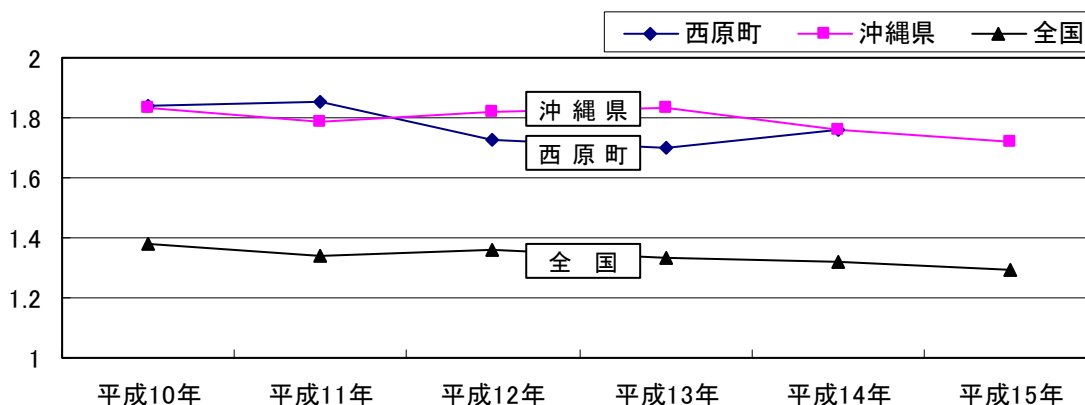 西原町 沖縄県 全国
2
1.8
1.6
1.4
1.2
1
沖縄県
西原町
全国
平成10年 平成11年 平成12年 平成13年 平成14年 平成15年